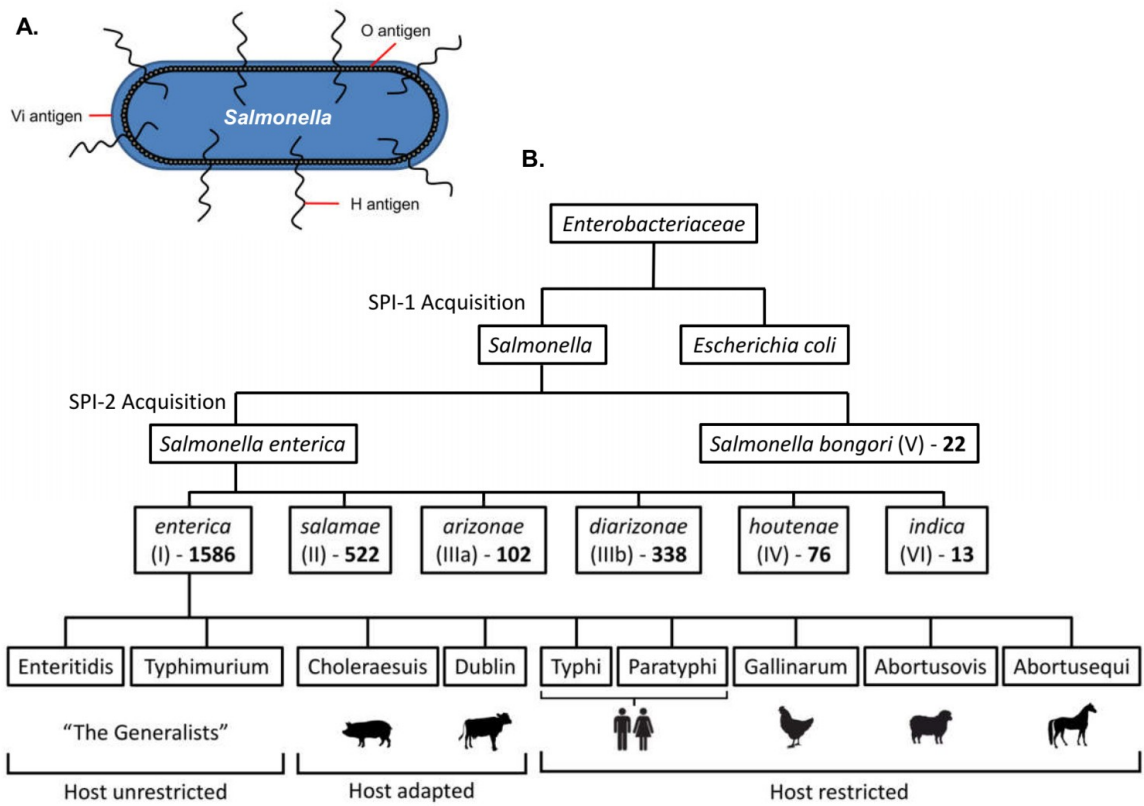 A.
O antigen
Vi antigen
Salmonella
H antigen
B.
Enterobacteriaceae
SPI-1 Acquisition
Salmonella
Escherichia coli
SPI-2 Acquisition
Salmonella enterica
Salmonella bongori (V) - 22
enterica
(I) - 1586
salamae
(II) - 522
arizonae
(IIIa) - 102
diarizonae
(IIIb) - 338
houtenae
(IV) - 76
indica
(VI) - 13
Enteritidis
Typhimurium
Choleraesuis
Dublin
Typhi
Paratyphi
Gallinarum
Abortusovis
Abortusequi
“The Generalists”
Host unrestricted
Host adapted
Host restricted